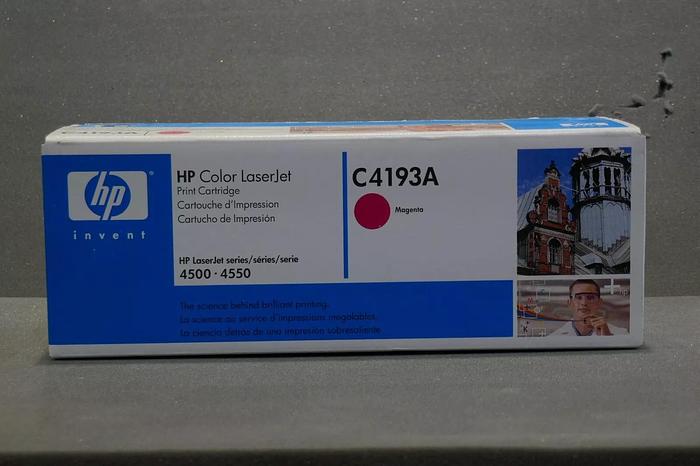 C4193A
hp
invent
HP Color LaserJet
Print Cartridge
Cartouche d'Impression
Cartucho de Impresión
HP LaserJet series/séries/serie
4500 · 4550
C4193A
Magenta
The science behind brilliant printing.
La science au service d'impressions inégalables.
La ciencia detrás de una impresión sobresaliente.
K